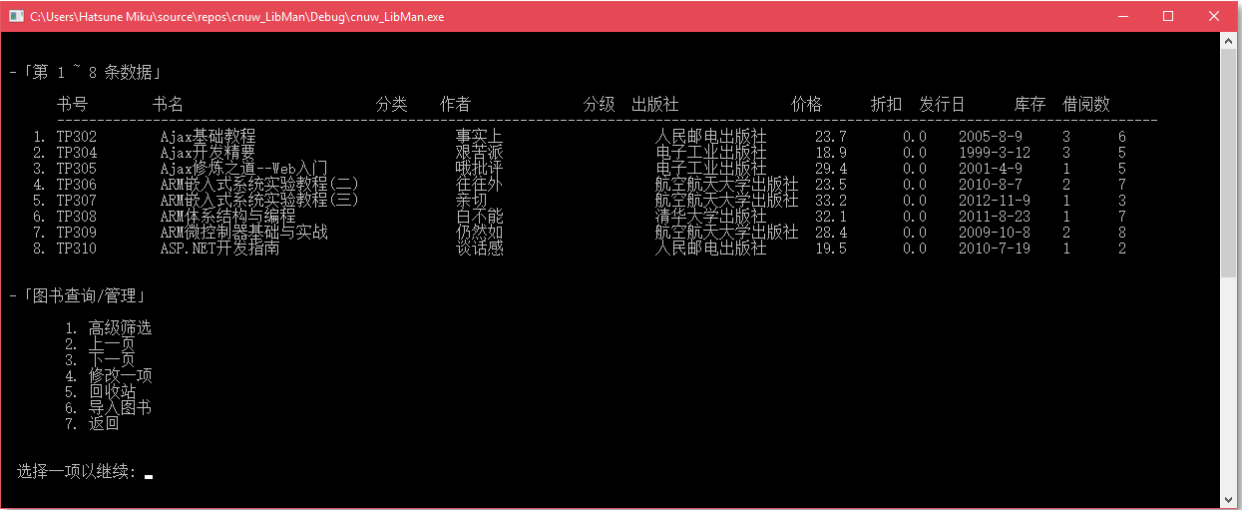 C:\Users\Hatsune Miku\source\repos\cnuw_LibMan\Debug\cnuw_LibMan.exe
-「第 1 ~ 8 条数据」
书号 书名 分类 作者 分级 出版社 价格 折扣 发行日 库存 借阅数
--------------------------------------------------------------------------------------------------------------------------------------------
1. TP302 Ajax基础教程 事实上 人民邮电出版社 23.7 0.0 2005-8-9 3 6
2. TP304 Ajax开发精要 艰苦派 电子工业出版社 18.9 0.0 1999-3-12 3 5
3. TP305 Ajax修炼之道--Web入门 哦批评 电子工业出版社 29.4 0.0 2001-4-9 1 5
4. TP306 ARM嵌入式系统实验教程(二) 往往外 航空航天大学出版社 23.5 0.0 2010-8-7 2 7
5. TP307 ARM嵌入式系统实验教程(三) 亲切 航空航天大学出版社 33.2 0.0 2012-11-9 1 3
6. TP308 ARM体系结构与编程 白不能 清华大学出版社 32.1 0.0 2011-8-23 1 7
7. TP309 ARM微控制器基础与实战 仍然如 航空航天大学出版社 28.4 0.0 2009-10-8 2 8
8. TP310 ASP.NET开发指南 谈话感 人民邮电出版社 19.5 0.0 2010-7-19 1 2
-「图书查询/管理」
1. 高级筛选
2. 上一页
3. 下一页
4. 修改一项
5. 回收站
6. 导入图书
7. 返回
选择一项以继续: